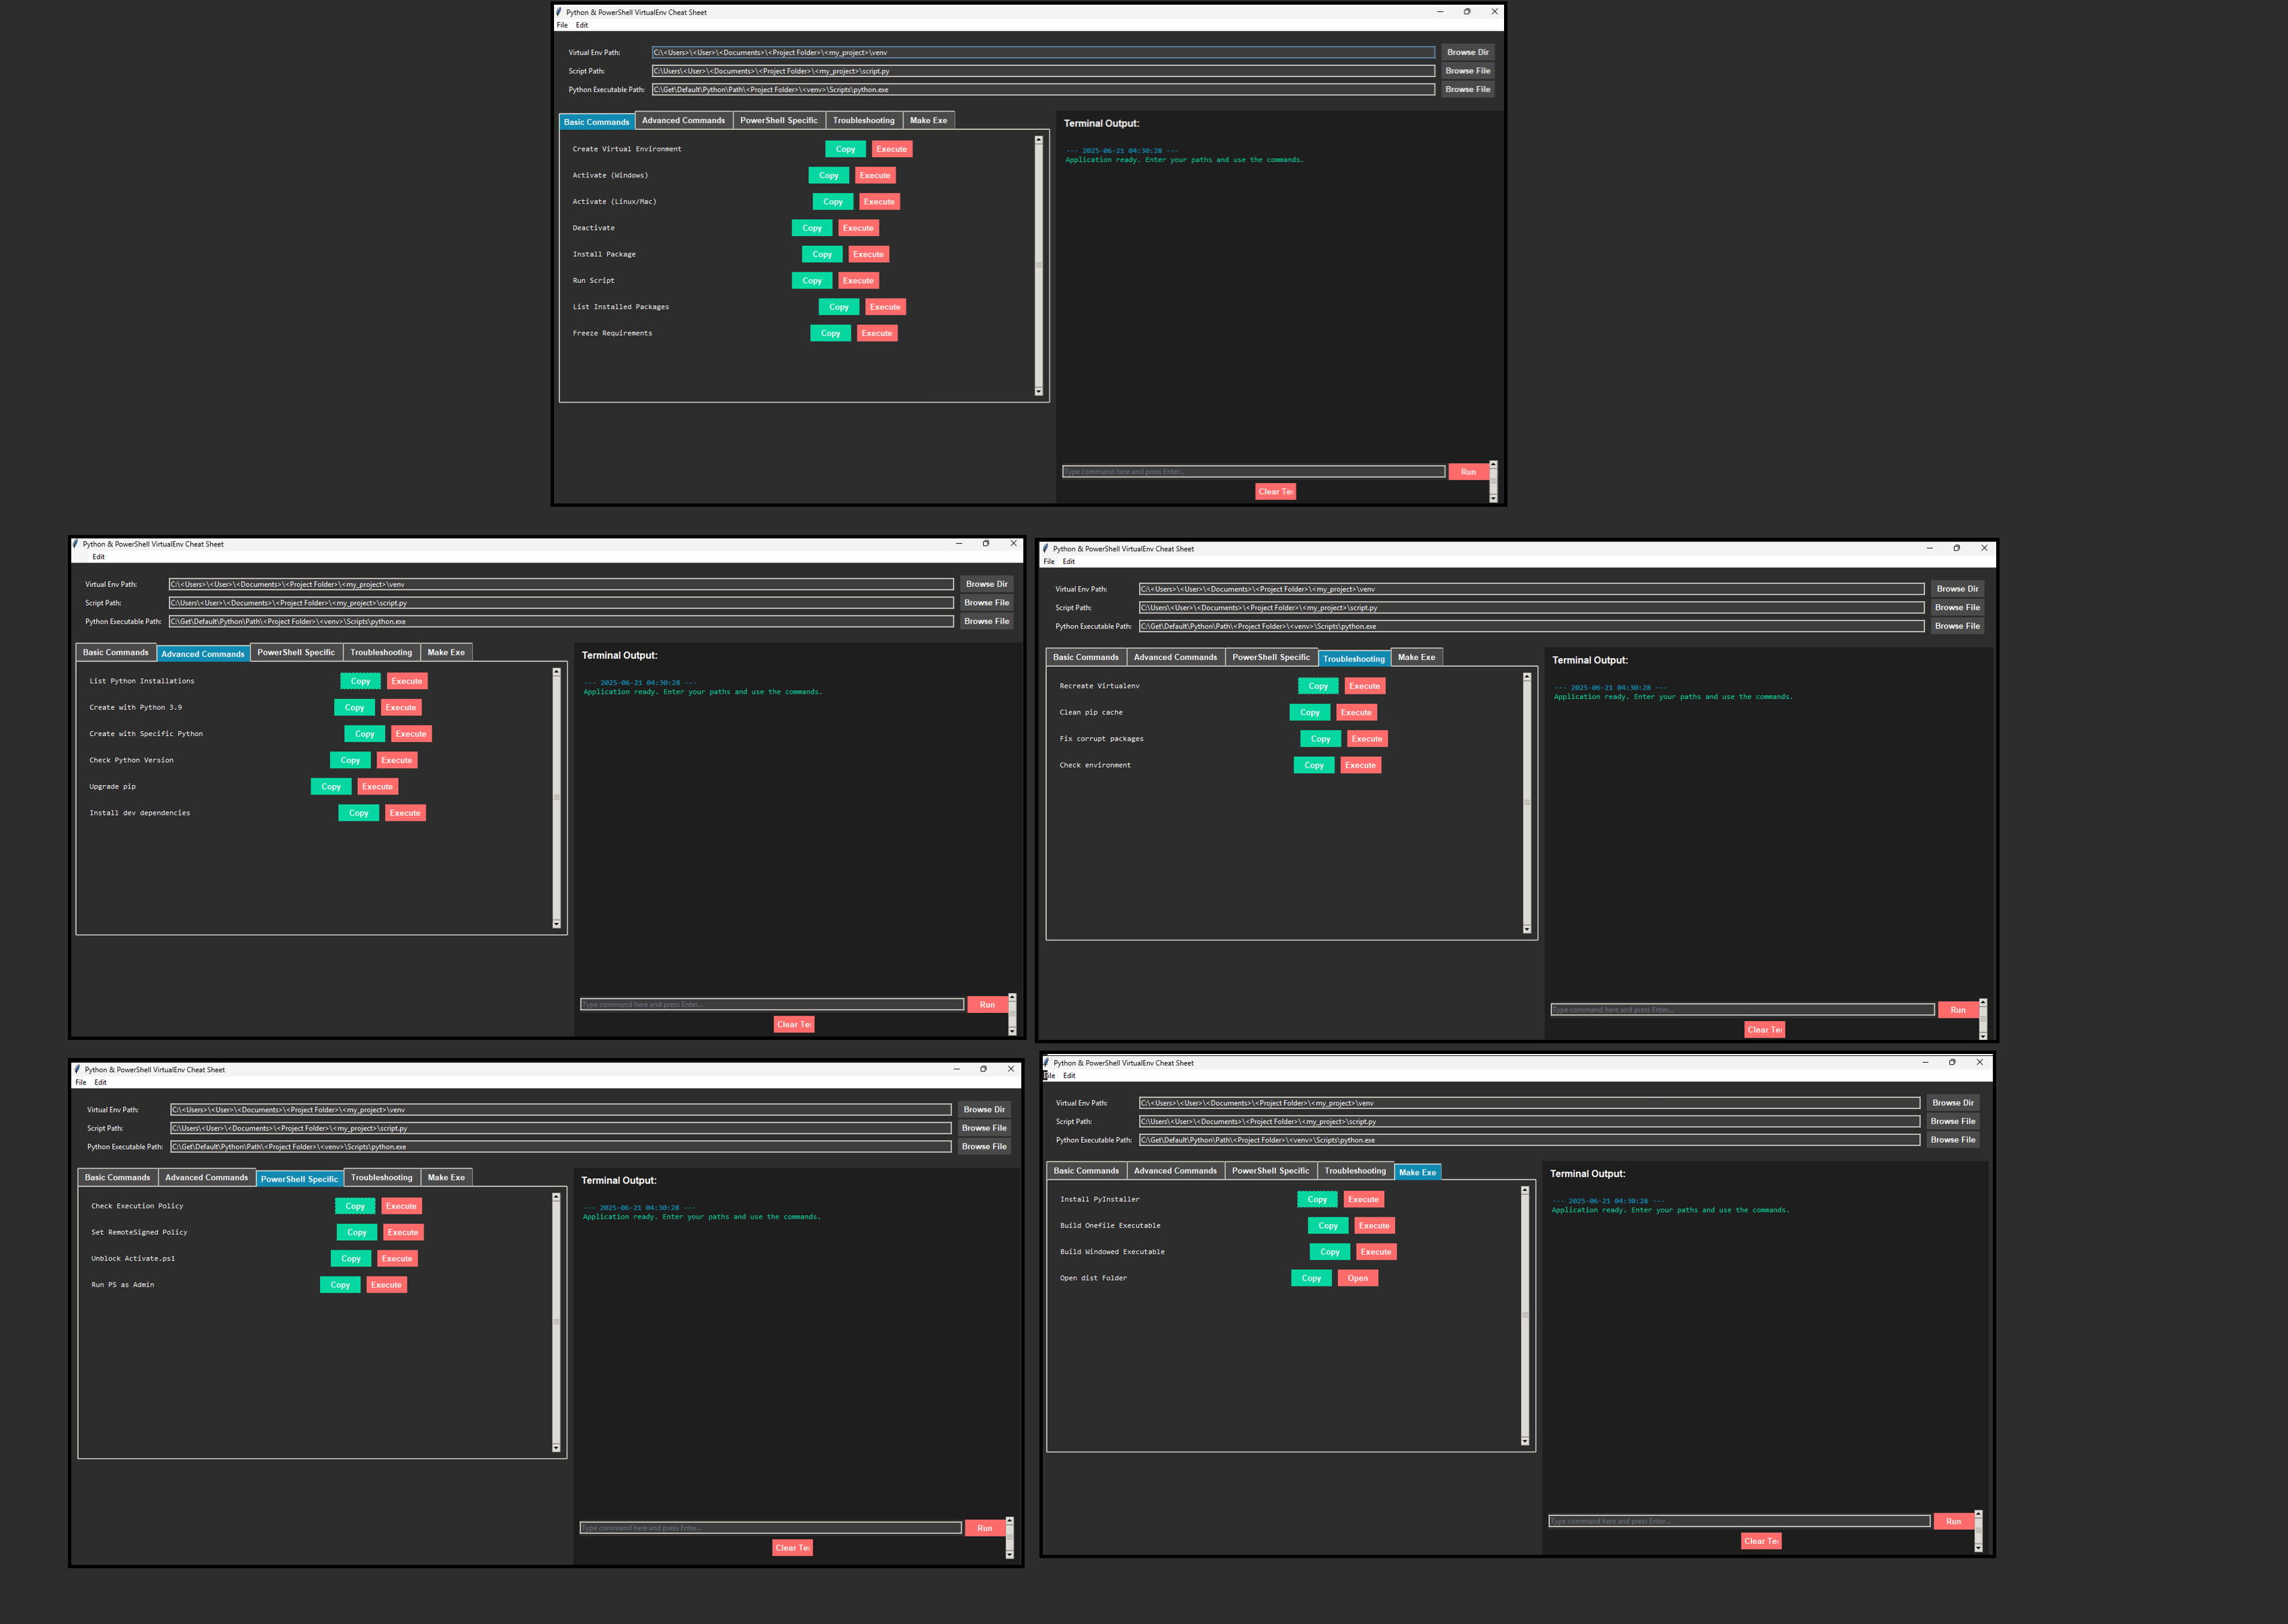 Python & PowerShell VirtualEnv Cheat Sheet
File Edit
Virtual Env Path: C:\<Users>\<User>\<Documents>\<Project Folder>\<my_project>\venv Browse Dir
Script Path: C:\Users\<User>\<Documents>\<Project Folder>\<my_project>\script.py Browse File
Python Executable Path: C:\Get\Default\Python\Path\<Project Folder>\<venv>\Scripts\python.exe Browse File
Basic Commands Advanced Commands PowerShell Specific Troubleshooting Make Exe
Create Virtual Environment Copy Execute
Activate (Windows) Copy Execute
Activate (Linux/Mac) Copy Execute
Deactivate Copy Execute
Install Package Copy Execute
Run Script Copy Execute
List Installed Packages Copy Execute
Freeze Requirements Copy Execute
Terminal Output:
--- 2025-06-21 04:30:28 ---
Application ready. Enter your paths and use the commands.
Type command here and press Enter... Run
Clear Te
Python & PowerShell VirtualEnv Cheat Sheet
Edit
Virtual Env Path: C:\<Users>\<User>\<Documents>\<Project Folder>\<my_project>\venv Browse Dir
Script Path: C:\Users\<User>\<Documents>\<Project Folder>\<my_project>\script.py Browse File
Python Executable Path: C:\Get\Default\Python\Path\<Project Folder>\<venv>\Scripts\python.exe Browse File
Basic Commands Advanced Commands PowerShell Specific Troubleshooting Make Exe
List Python Installations Copy Execute
Create with Python 3.9 Copy Execute
Create with Specific Python Copy Execute
Check Python Version Copy Execute
Upgrade pip Copy Execute
Install dev dependencies Copy Execute
Terminal Output:
--- 2025-06-21 04:30:28 ---
Application ready. Enter your paths and use the commands.
Type command here and press Enter... Run
Clear Te
Python & PowerShell VirtualEnv Cheat Sheet
File Edit
Virtual Env Path: C:\<Users>\<User>\<Documents>\<Project Folder>\<my_project>\venv Browse Dir
Script Path: C:\Users\<User>\<Documents>\<Project Folder>\<my_project>\script.py Browse File
Python Executable Path: C:\Get\Default\Python\Path\<Project Folder>\<venv>\Scripts\python.exe Browse File
Basic Commands Advanced Commands PowerShell Specific Troubleshooting Make Exe
Recreate Virtualenv Copy Execute
Clean pip cache Copy Execute
Fix corrupt packages Copy Execute
Check environment Copy Execute
Terminal Output:
--- 2025-06-21 04:30:28 ---
Application ready. Enter your paths and use the commands.
Type command here and press Enter... Run
Clear Te
Python & PowerShell VirtualEnv Cheat Sheet
File Edit
Virtual Env Path: C:\<Users>\<User>\<Documents>\<Project Folder>\<my_project>\venv Browse Dir
Script Path: C:\Users\<User>\<Documents>\<Project Folder>\<my_project>\script.py Browse File
Python Executable Path: C:\Get\Default\Python\Path\<Project Folder>\<venv>\Scripts\python.exe Browse File
Basic Commands Advanced Commands PowerShell Specific Troubleshooting Make Exe
Check Execution Policy Copy Execute
Set RemoteSigned Policy Copy Execute
Unblock Activate.ps1 Copy Execute
Run PS as Admin Copy Execute
Terminal Output:
--- 2025-06-21 04:30:28 ---
Application ready. Enter your paths and use the commands.
Type command here and press Enter... Run
Clear Te
Python & PowerShell VirtualEnv Cheat Sheet
File Edit
Virtual Env Path: C:\<Users>\<User>\<Documents>\<Project Folder>\<my_project>\venv Browse Dir
Script Path: C:\Users\<User>\<Documents>\<Project Folder>\<my_project>\script.py Browse File
Python Executable Path: C:\Get\Default\Python\Path\<Project Folder>\<venv>\Scripts\python.exe Browse File
Basic Commands Advanced Commands PowerShell Specific Troubleshooting Make Exe
Install PyInstaller Copy Execute
Build Onefile Executable Copy Execute
Build Windowed Executable Copy Execute
Open dist Folder Copy Open
Terminal Output:
--- 2025-06-21 04:30:28 ---
Application ready. Enter your paths and use the commands.
Type command here and press Enter... Run
Clear Te